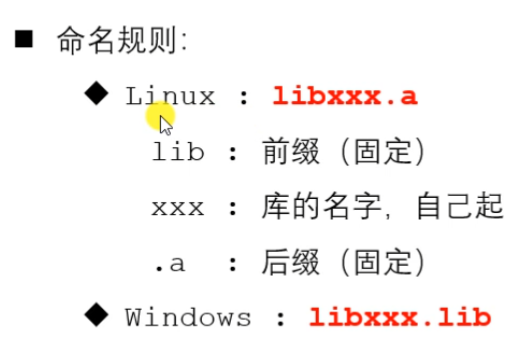 ■ 命名规则:
◆ Linux : libxxx.a
lib : 前缀（固定）
xxx : 库的名字，自己起
.a : 后缀（固定）
◆ Windows : libxxx.lib